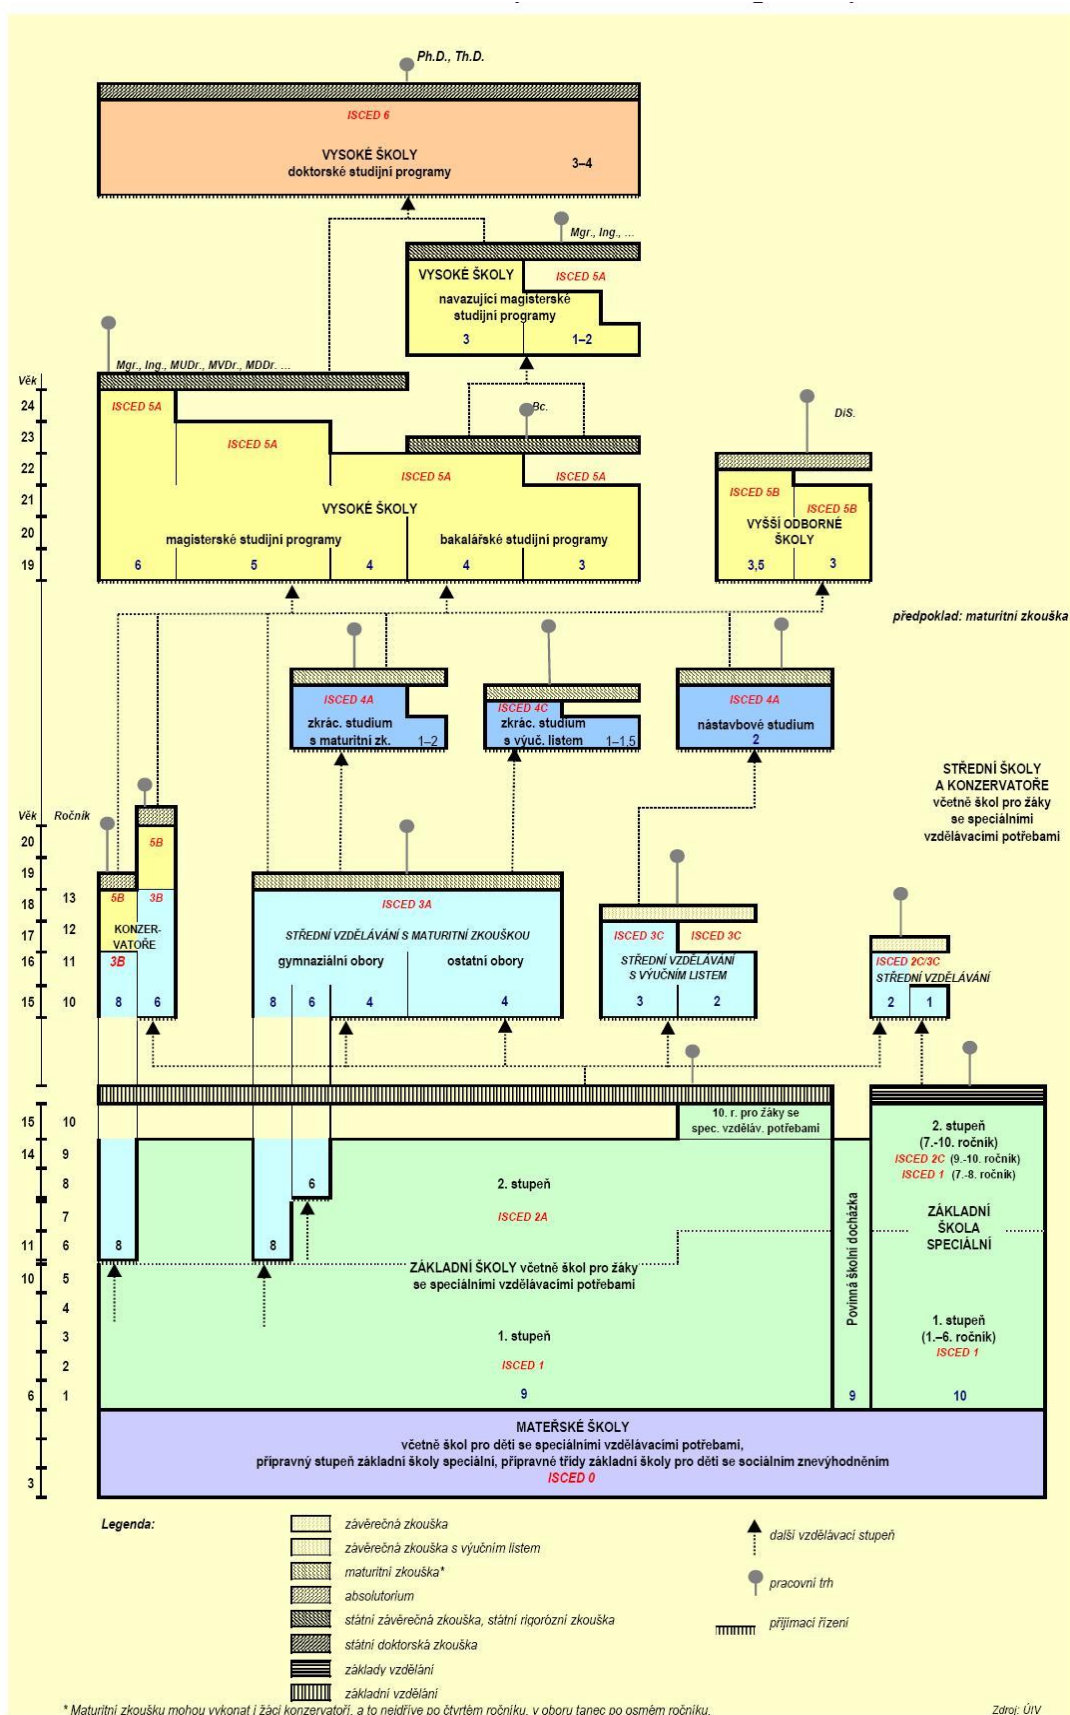 Ph.D., Th.D.
ISCED 6
VYSOKÉ ŠKOLY
doktorské studijní programy
3–4
Mgr., Ing., ...
VYSOKÉ ŠKOLY
ISCED 5A
navazující magisterské
studijní programy
3
1–2
Mgr., Ing., MUDr., MVDr., MDDr. ...
Bc.
DiS.
Věk
24
23
22
21
20
19
ISCED 5A
ISCED 5A
ISCED 5A
ISCED 5A
VYSOKÉ ŠKOLY
magisterské studijní programy
bakalářské studijní programy
6
5
4
4
3
ISCED 5B
ISCED 5B
VYŠŠÍ ODBORNÉ
ŠKOLY
3,5
3
předpoklad: maturitní zkouška
ISCED 4A
zkrác. studium
s maturitní zk.
1–2
ISCED 4C
zkrác. studium
s výuč. listem
1–1,5
ISCED 4A
nástavbové studium
2
STŘEDNÍ ŠKOLY
A KONZERVATOŘE
včetně škol pro žáky
se speciálními
vzdělávacími potřebami
Věk Ročník
20
19
18 13
17 12
16 11
15 10
5B
5B
3B
KONZER-
VATOŘE
3B
8
6
ISCED 3A
STŘEDNÍ VZDĚLÁVÁNÍ S MATURITNÍ ZKOUŠKOU
gymnaziální obory
ostatní obory
8
6
4
4
ISCED 3C
ISCED 3C
STŘEDNÍ VZDĚLÁVÁNÍ
S VÝUČNÍM LISTEM
3
2
ISCED 2C/3C
STŘEDNÍ VZDĚLÁVÁNÍ
2
1
15 10
14 9
8
7
11 6
10 5
4
3
2
6 1
3
10. r. pro žáky se
spec. vzděláv. potřebami
8
8
6
2. stupeň
ISCED 2A
ZÁKLADNÍ ŠKOLY včetně škol pro žáky
se speciálními vzdělávacími potřebami
1. stupeň
ISCED 1
9
Povinná školní docházka
9
2. stupeň
(7.-10. ročník)
ISCED 2C (9.-10. ročník)
ISCED 1 (7.-8. ročník)
ZÁKLADNÍ
ŠKOLA
SPECIÁLNÍ
1. stupeň
(1.–6. ročník)
ISCED 1
10
MATEŘSKÉ ŠKOLY
včetně škol pro děti se speciálními vzdělávacími potřebami,
přípravný stupeň základní školy speciální, přípravné třídy základní školy pro děti se sociálním znevýhodněním
ISCED 0
Legenda:
závěrečná zkouška
závěrečná zkouška s výučním listem
maturitní zkouška*
absolutorium
státní závěrečná zkouška, státní rigorózní zkouška
státní doktorská zkouška
základy vzdělání
základní vzdělání
další vzdělávací stupeň
pracovní trh
přijímací řízení
* Maturitní zkoušku mohou vykonat i žáci konzervatoří, a to nejdříve po čtvrtém ročníku, v oboru tanec po osmém ročníku.
Zdroj: ÚIV